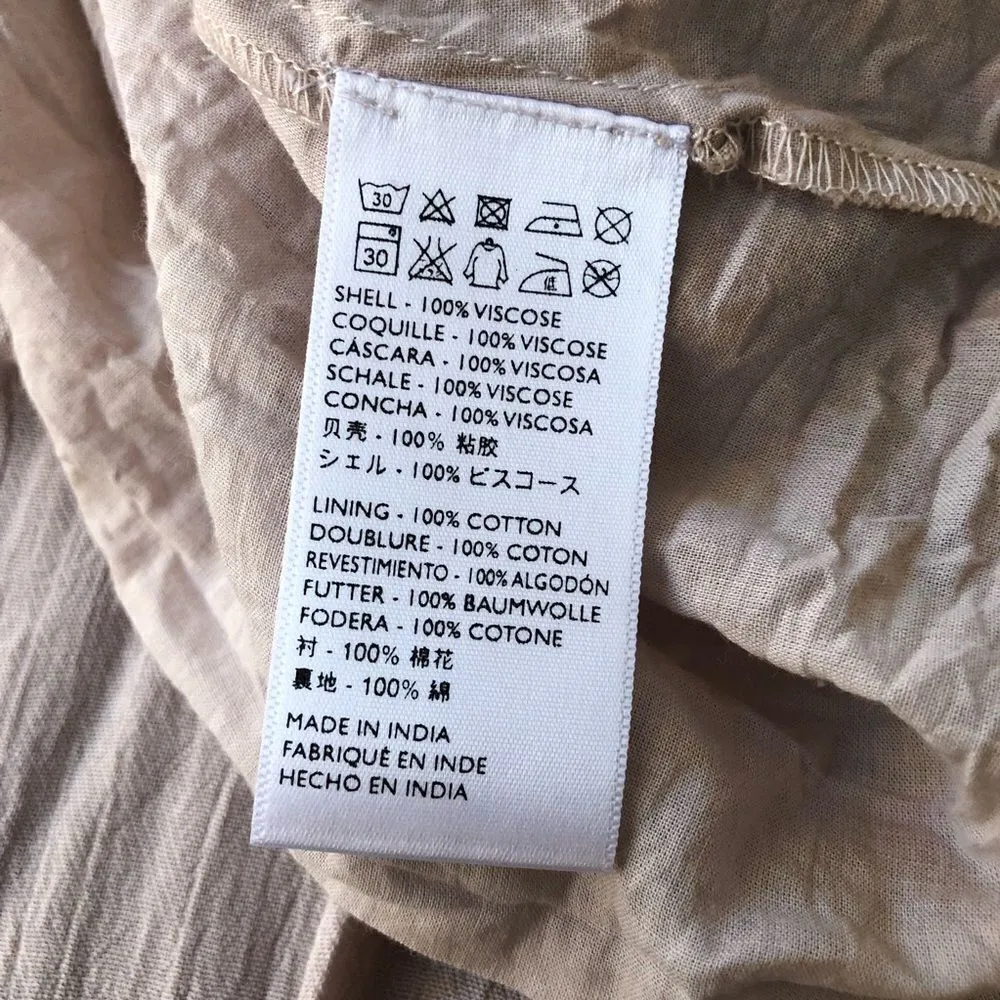 30
30 低
SHELL - 100% VISCOSE
COQUILLE - 100% VISCOSE
CÁSCARA - 100% VISCOSA
SCHALE - 100% VISCOSE
CONCHA - 100% VISCOSA
贝壳 - 100% 粘胶
シェル - 100% ビスコース
LINING - 100% COTTON
DOUBLURE - 100% COTON
REVESTIMIENTO - 100% ALGODÓN
FUTTER - 100% BAUMWOLLE
FODERA - 100% COTONE
衬 - 100% 棉花
裏地 - 100% 綿
MADE IN INDIA
FABRIQUÉ EN INDE
HECHO EN INDIA